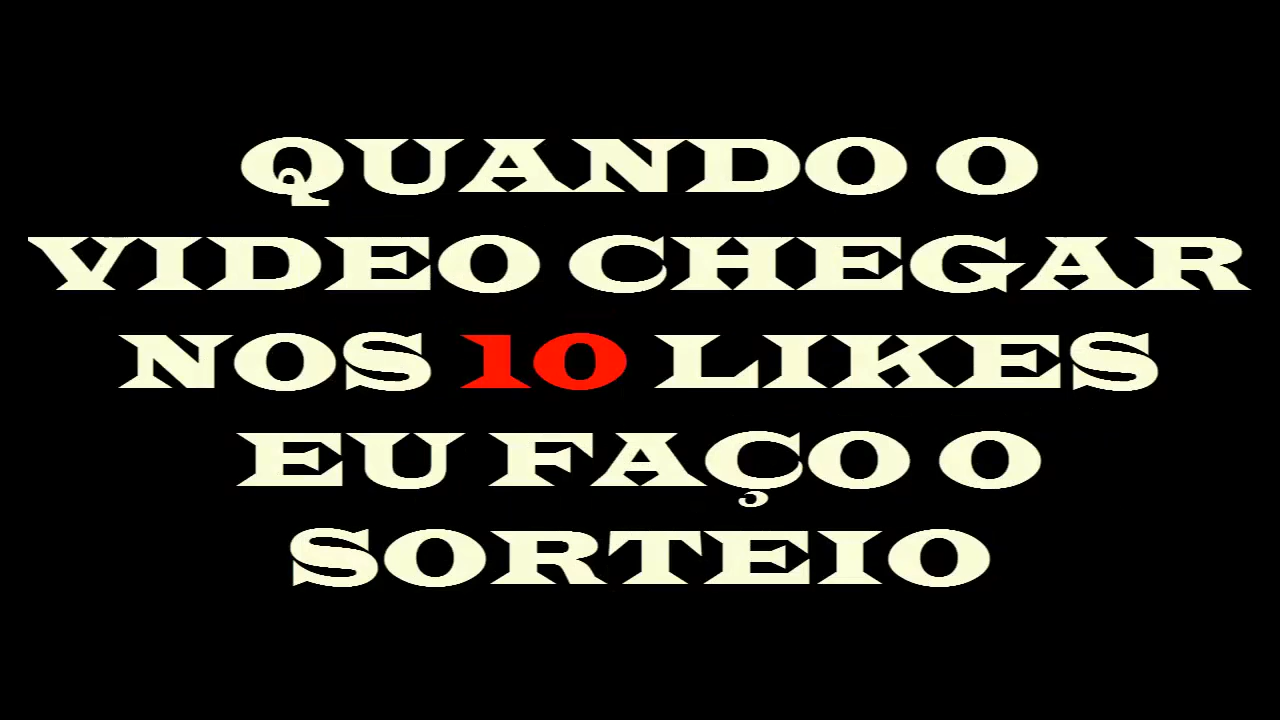 QUANDO O
VIDEO CHEGAR
NOS 10 LIKES
EU FAÇO O
SORTEIO